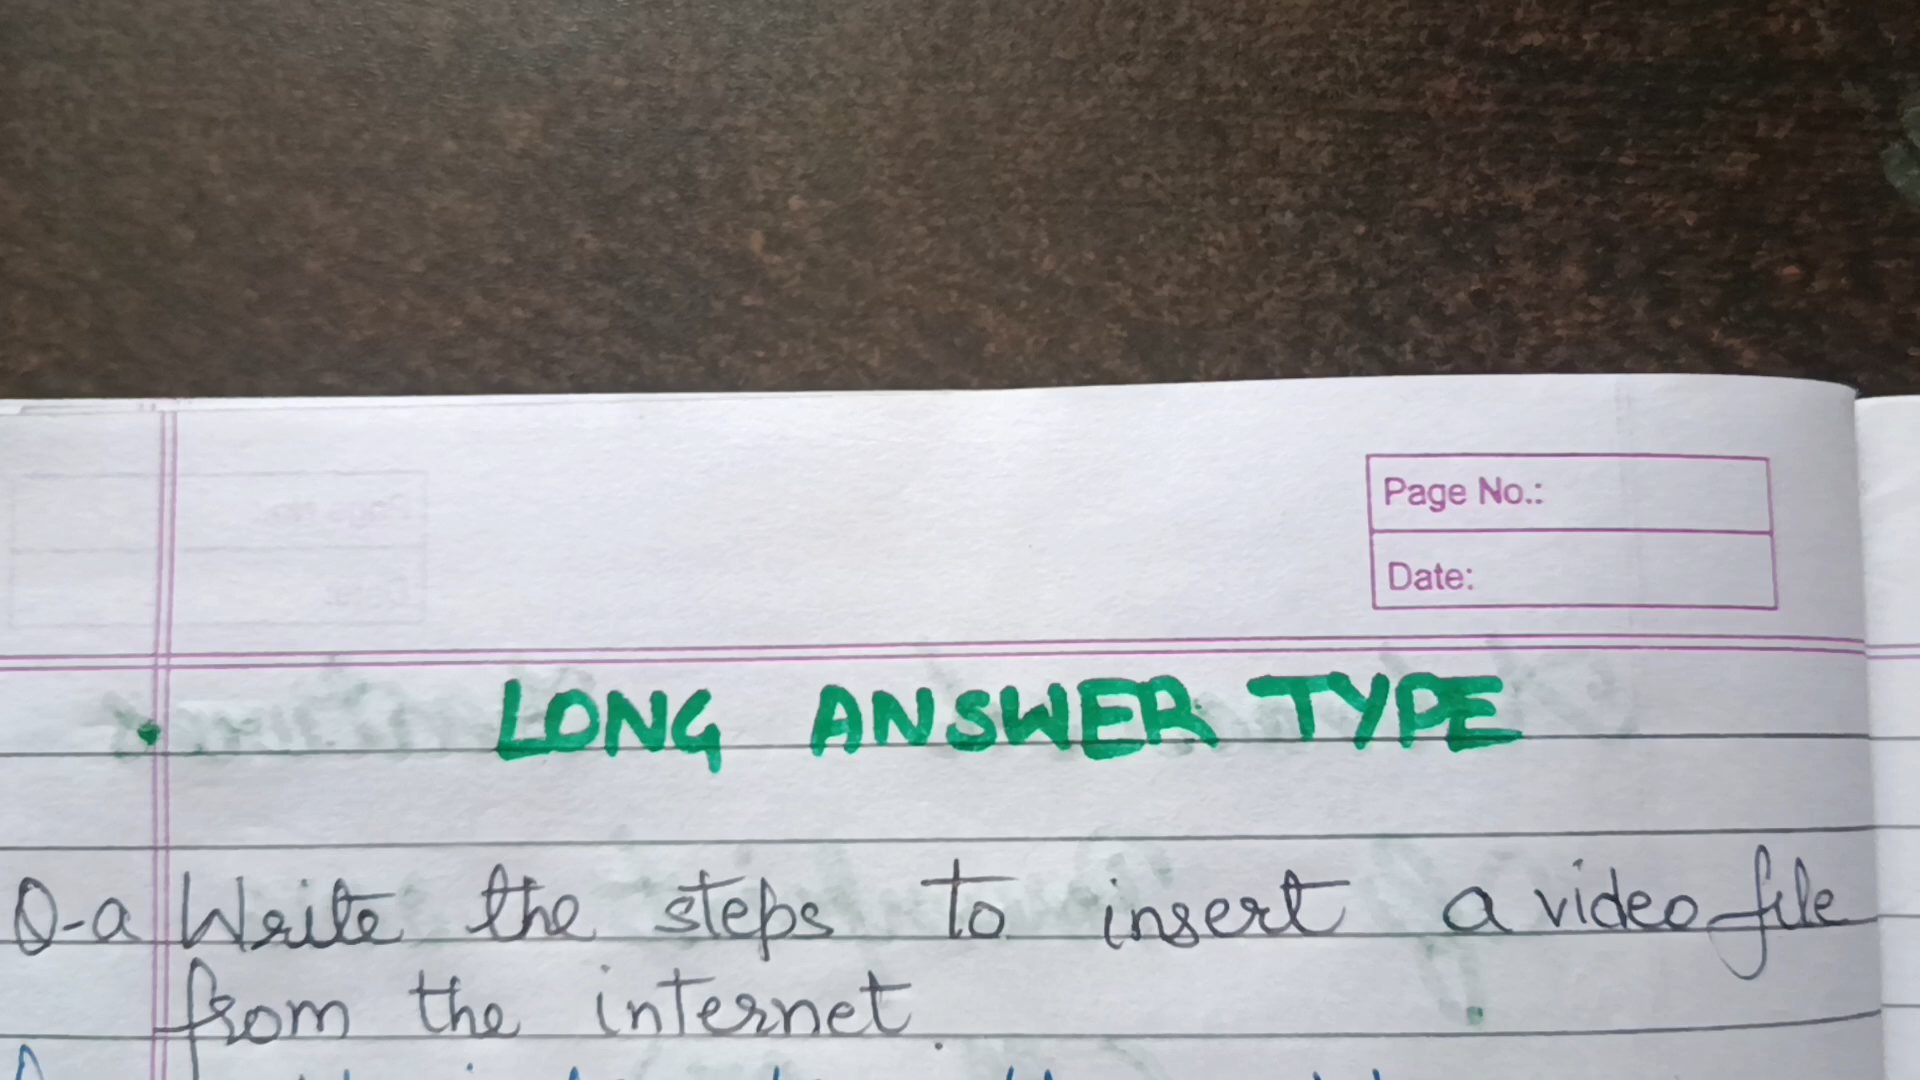 Page No.:
Date:
LONG ANSWER TYPE
Q-a Write the steps to insert a video file
from the internet.